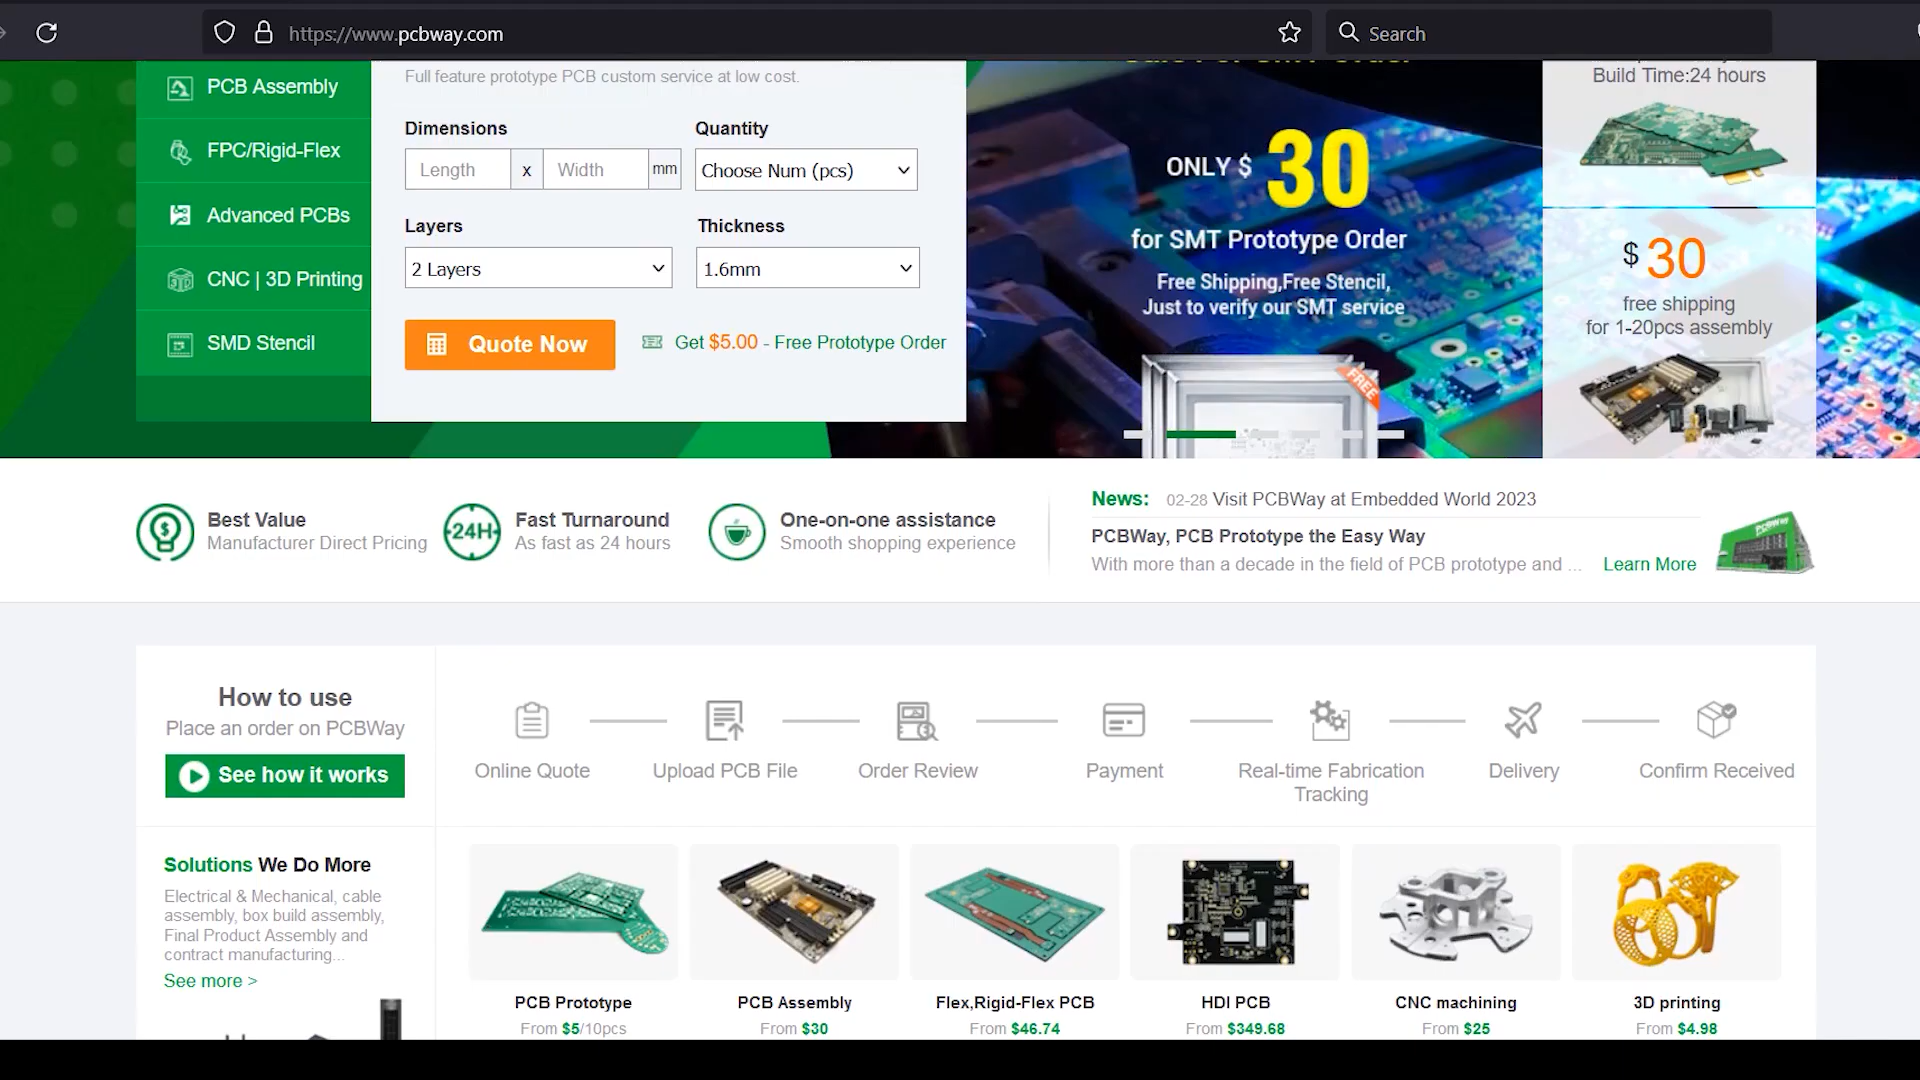 https://www.pcbway.com
Search
PCB Assembly
FPC/Rigid-Flex
Advanced PCBs
CNC | 3D Printing
SMD Stencil
Full feature prototype PCB custom service at low cost.
Dimensions
Quantity
Length
x
Width
mm
Choose Num (pcs)
Layers
Thickness
2 Layers
1.6mm
Quote Now
Get $5.00 - Free Prototype Order
ONLY $ 30
for SMT Prototype Order
Free Shipping,Free Stencil,
Just to verify our SMT service
FREE
Build Time:24 hours
$ 30
free shipping
for 1-20pcs assembly
Best Value
Manufacturer Direct Pricing
24H
Fast Turnaround
As fast as 24 hours
One-on-one assistance
Smooth shopping experience
News: 02-28 Visit PCBWay at Embedded World 2023
PCBWay, PCB Prototype the Easy Way
With more than a decade in the field of PCB prototype and ... Learn More
PCBWay
How to use
Place an order on PCBWay
See how it works
Online Quote
Upload PCB File
Order Review
Payment
Real-time Fabrication
Tracking
Delivery
Confirm Received
Solutions We Do More
Electrical & Mechanical, cable
assembly, box build assembly,
Final Product Assembly and
contract manufacturing...
See more >
PCB Prototype
From $5/10pcs
PCB Assembly
From $30
Flex,Rigid-Flex PCB
From $46.74
HDI PCB
From $349.68
CNC machining
From $25
3D printing
From $4.98